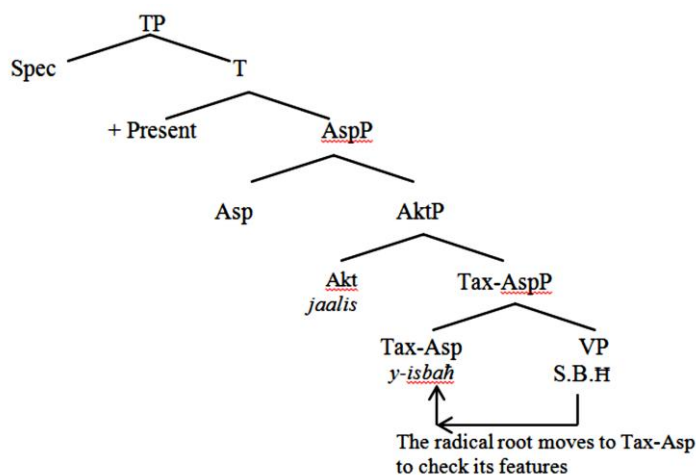 TP
Spec
T
+ Present
AspP
Asp
AktP
Akt
Tax-AspP
jaalis
Tax-Asp
VP
y-isbaħ
S.B.Ħ
The radical root moves to Tax-Asp
to check its features